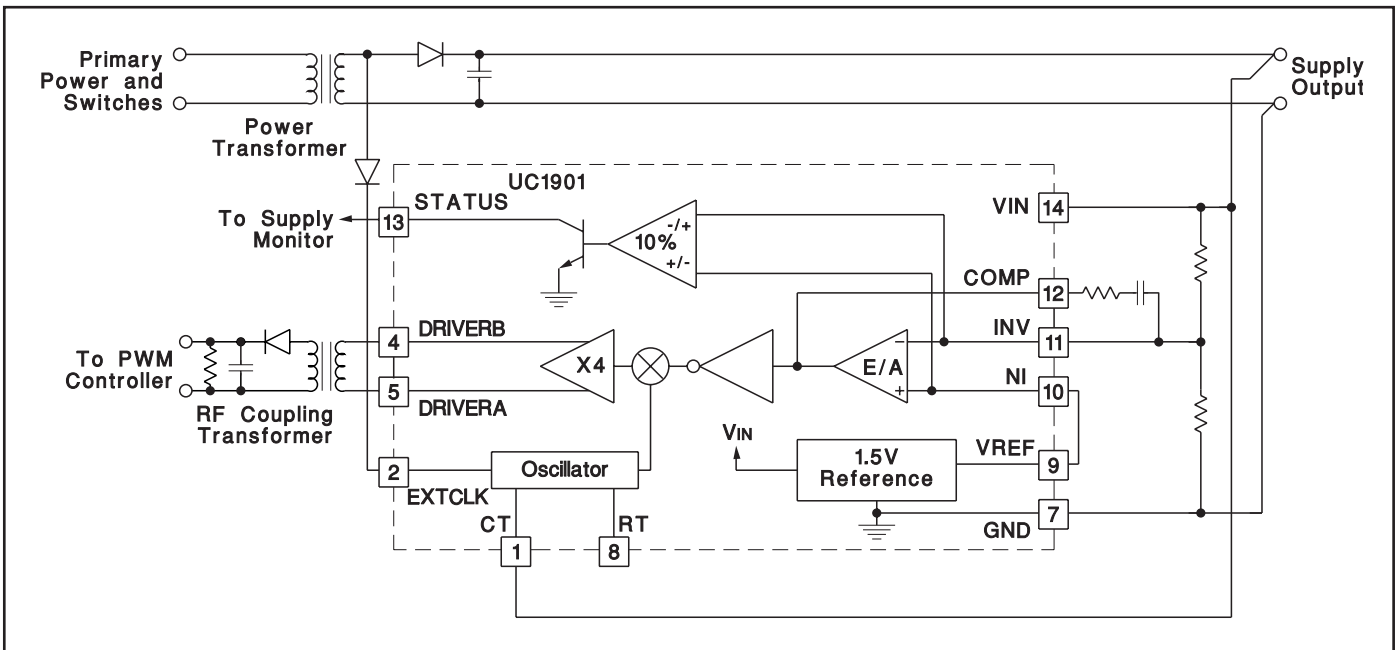 Primary
Power and
Switches
Power
Transformer
Supply
Output
UC1901
STATUS
13
To Supply
Monitor
10%
-/+
+/-
VIN
14
COMP
12
INV
11
NI
10
VREF
9
GND
7
To PWM
Controller
RF Coupling
Transformer
4
DRIVERB
5
DRIVERA
X4
E/A
−
+
VIN
1.5V
Reference
2
EXTCLK
Oscillator
CT
1
RT
8